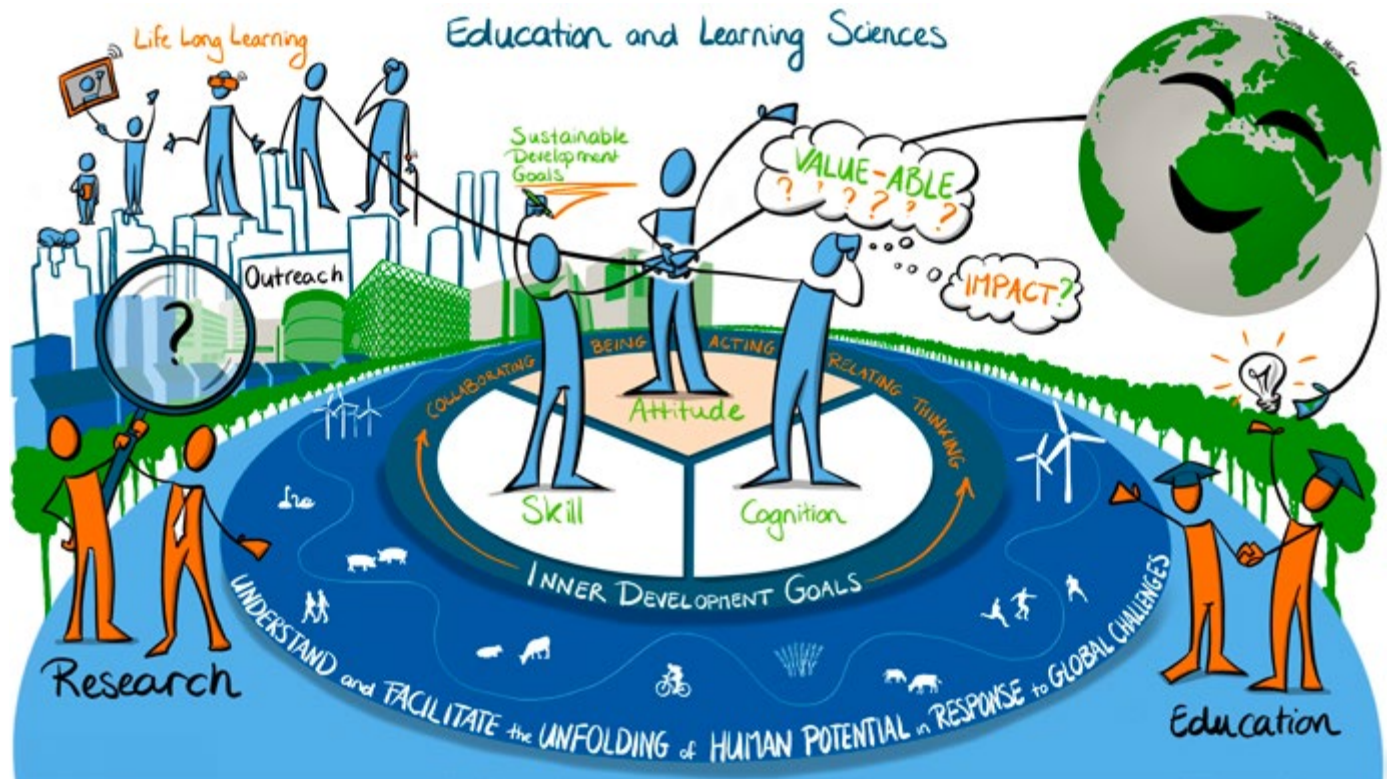 Education and Learning Sciences
Life Long Learning
Sustainable
Development
Goals
VALUE-ABLE
? ? ? ? ? ?
IMPACT?
Outreach
?
COLLABORATING BEING ACTING RELATING THINKING
Attitude
Skill
Cognition
INNER DEVELOPMENT GOALS
UNDERSTAND and FACILITATE the UNFOLDING of HUMAN POTENTIAL in RESPONSE to GLOBAL CHALLENGES
Research
Education